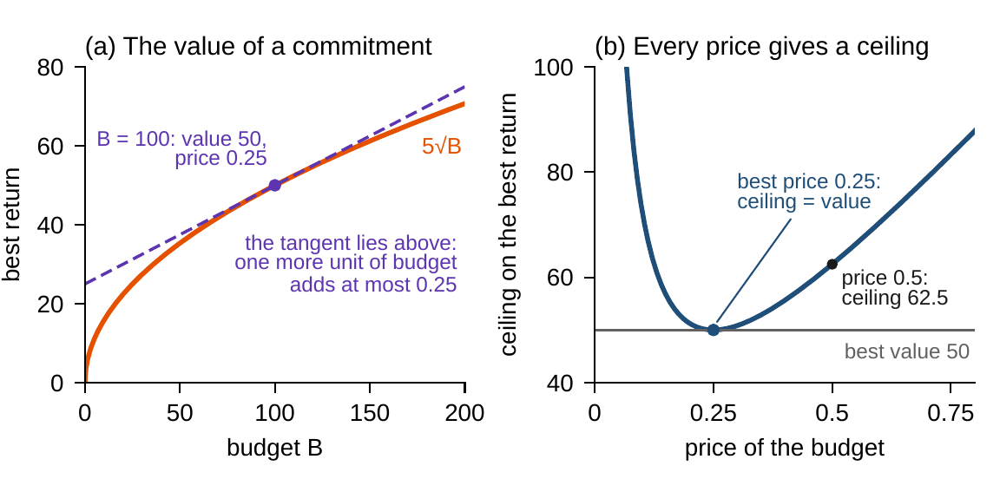 (a) The value of a commitment
80
60
40
20
0
best return
B = 100: value 50,
price 0.25
5√B
the tangent lies above:
one more unit of budget
adds at most 0.25
0
50
100
150
200
budget B
(b) Every price gives a ceiling
100
80
60
40
ceiling on the best return
best price 0.25:
ceiling = value
price 0.5:
ceiling 62.5
best value 50
0
0.25
0.5
0.75
price of the budget